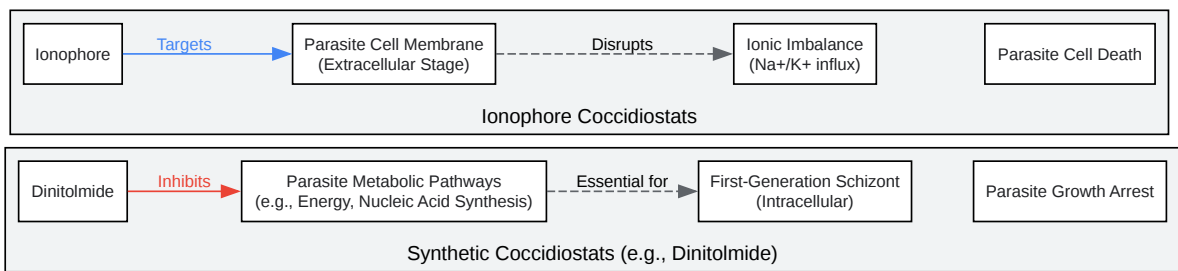 Ionophore
Targets
Parasite Cell Membrane
(Extracellular Stage)
Disrupts
Ionic Imbalance
(Na+/K+ influx)
Parasite Cell Death
Ionophore Coccidiostats
Dinitolmide
Inhibits
Parasite Metabolic Pathways
(e.g., Energy, Nucleic Acid Synthesis)
Essential for
First-Generation Schizont
(Intracellular)
Parasite Growth Arrest
Synthetic Coccidiostats (e.g., Dinitolmide)